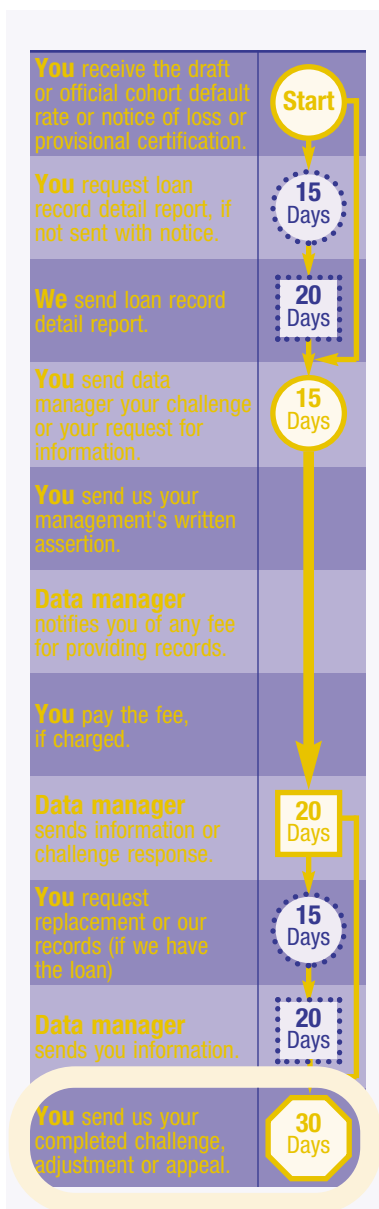 You receive the draft
or official cohort default
rate or notice of loss or
provisional certification.
Start
You request loan
record detail report, if
not sent with notice.
15
Days
We send loan record
detail report.
20
Days
You send data
manager your challenge
or your request for
information.
15
Days
You send us your
management's written
assertion.
Data manager
notifies you of any fee
for providing records.
You pay the fee,
if charged.
Data manager
sends information or
challenge response.
20
Days
You request
replacement or our
records (if we have
the loan)
15
Days
Data manager
sends you information.
20
Days
You send us your
completed challenge,
adjustment or appeal.
30
Days